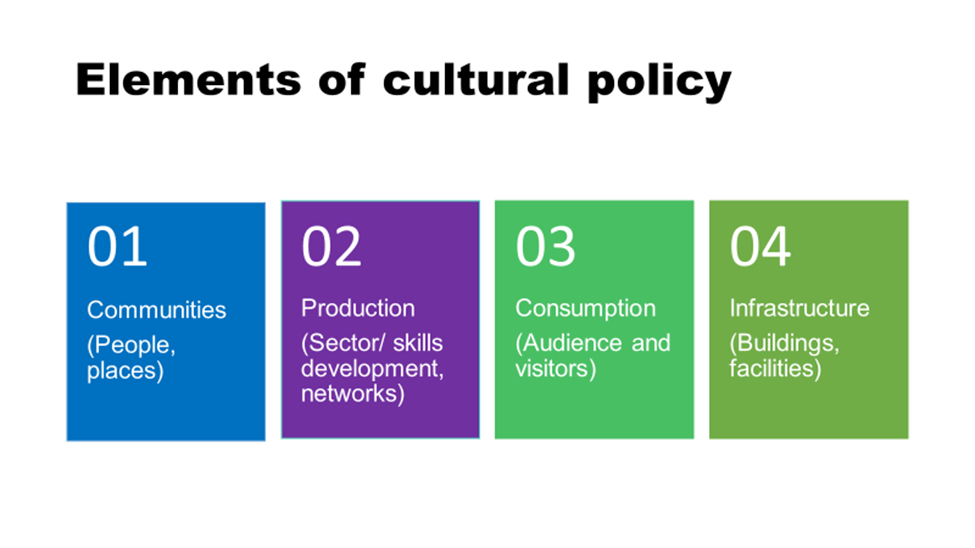 Elements of cultural policy
01
Communities
(People,
places)
02
Production
(Sector/ skills
development,
networks)
03
Consumption
(Audience and
visitors)
04
Infrastructure
(Buildings,
facilities)